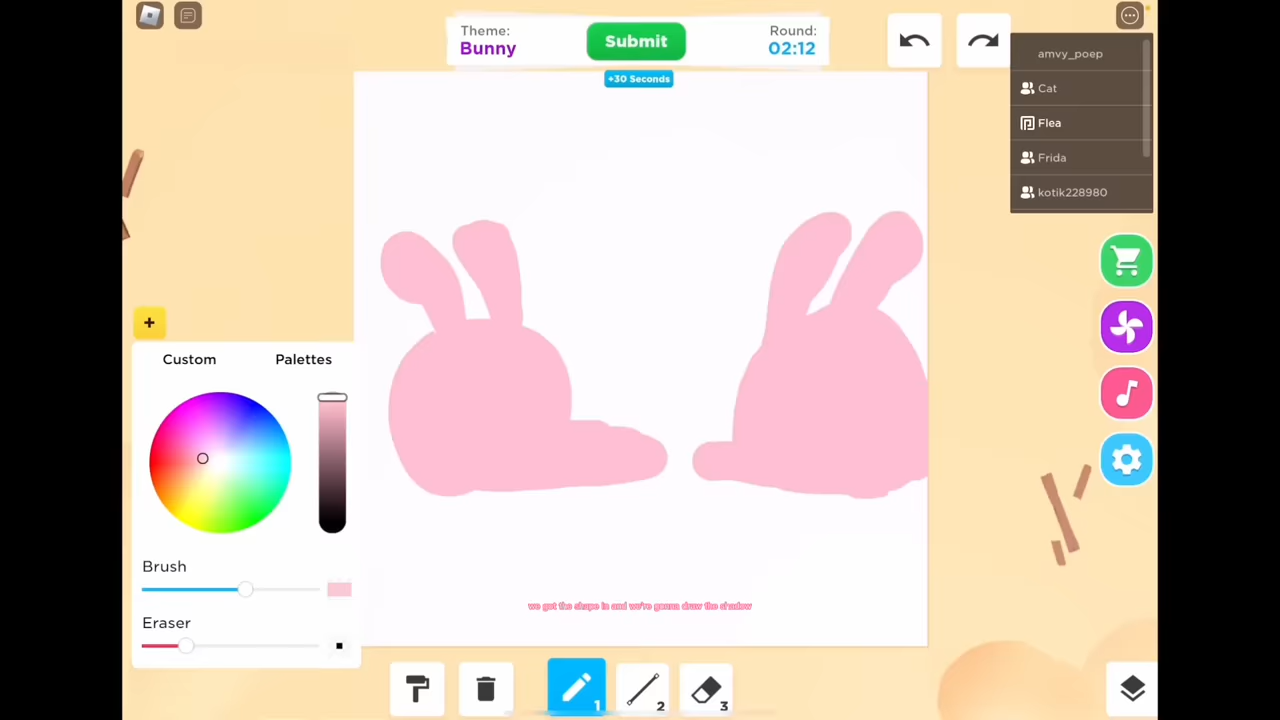 Theme:
Bunny
Submit
Round:
02:12
+30 Seconds
amvy_poep
Cat
Flea
Frida
kotik228980
+
Custom
Palettes
Brush
Eraser
we got the shape in and we're gonna draw the shadow
1
2
3